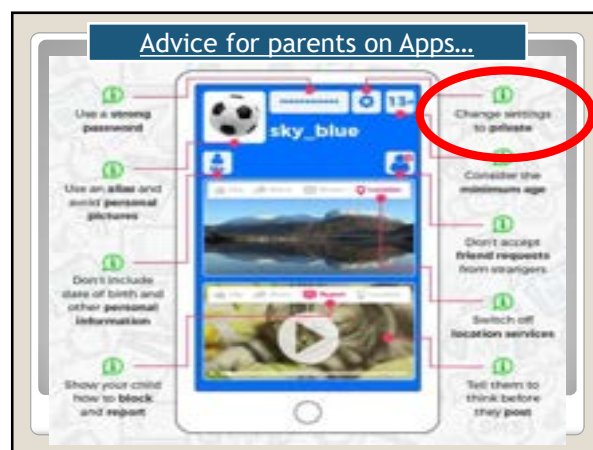 Advice for parents on Apps…
Use a strong
password
Use an alias and
avoid personal
pictures
Don't include
date of birth and
other personal
information
Show your child
how to block
and report
sky_blue
13+
Location
Report
Change settings
to private
Consider the
minimum age
Don't accept
friend requests
from strangers
Switch off
location services
Tell them to
think before
they post